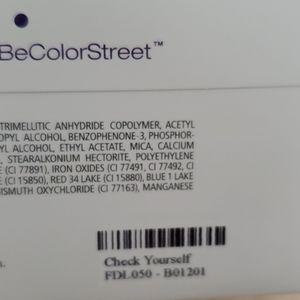 BeColorStreet™
TRIMELLITIC ANHYDRIDE COPOLYMER, ACETYL
OPYL ALCOHOL, BENZOPHENONE-3, PHOSPHOR-
YL ALCOHOL, ETHYL ACETATE, MICA, CALCIUM
, STEARALKONIUM HECTORITE, POLYETHYLENE
(CI 77891), IRON OXIDES (CI 77491, CI 77492, CI
(CI 15850), RED 34 LAKE (CI 15880), BLUE 1 LAKE
BISMUTH OXYCHLORIDE (CI 77163), MANGANESE
Check Yourself
FDL050 - B01201